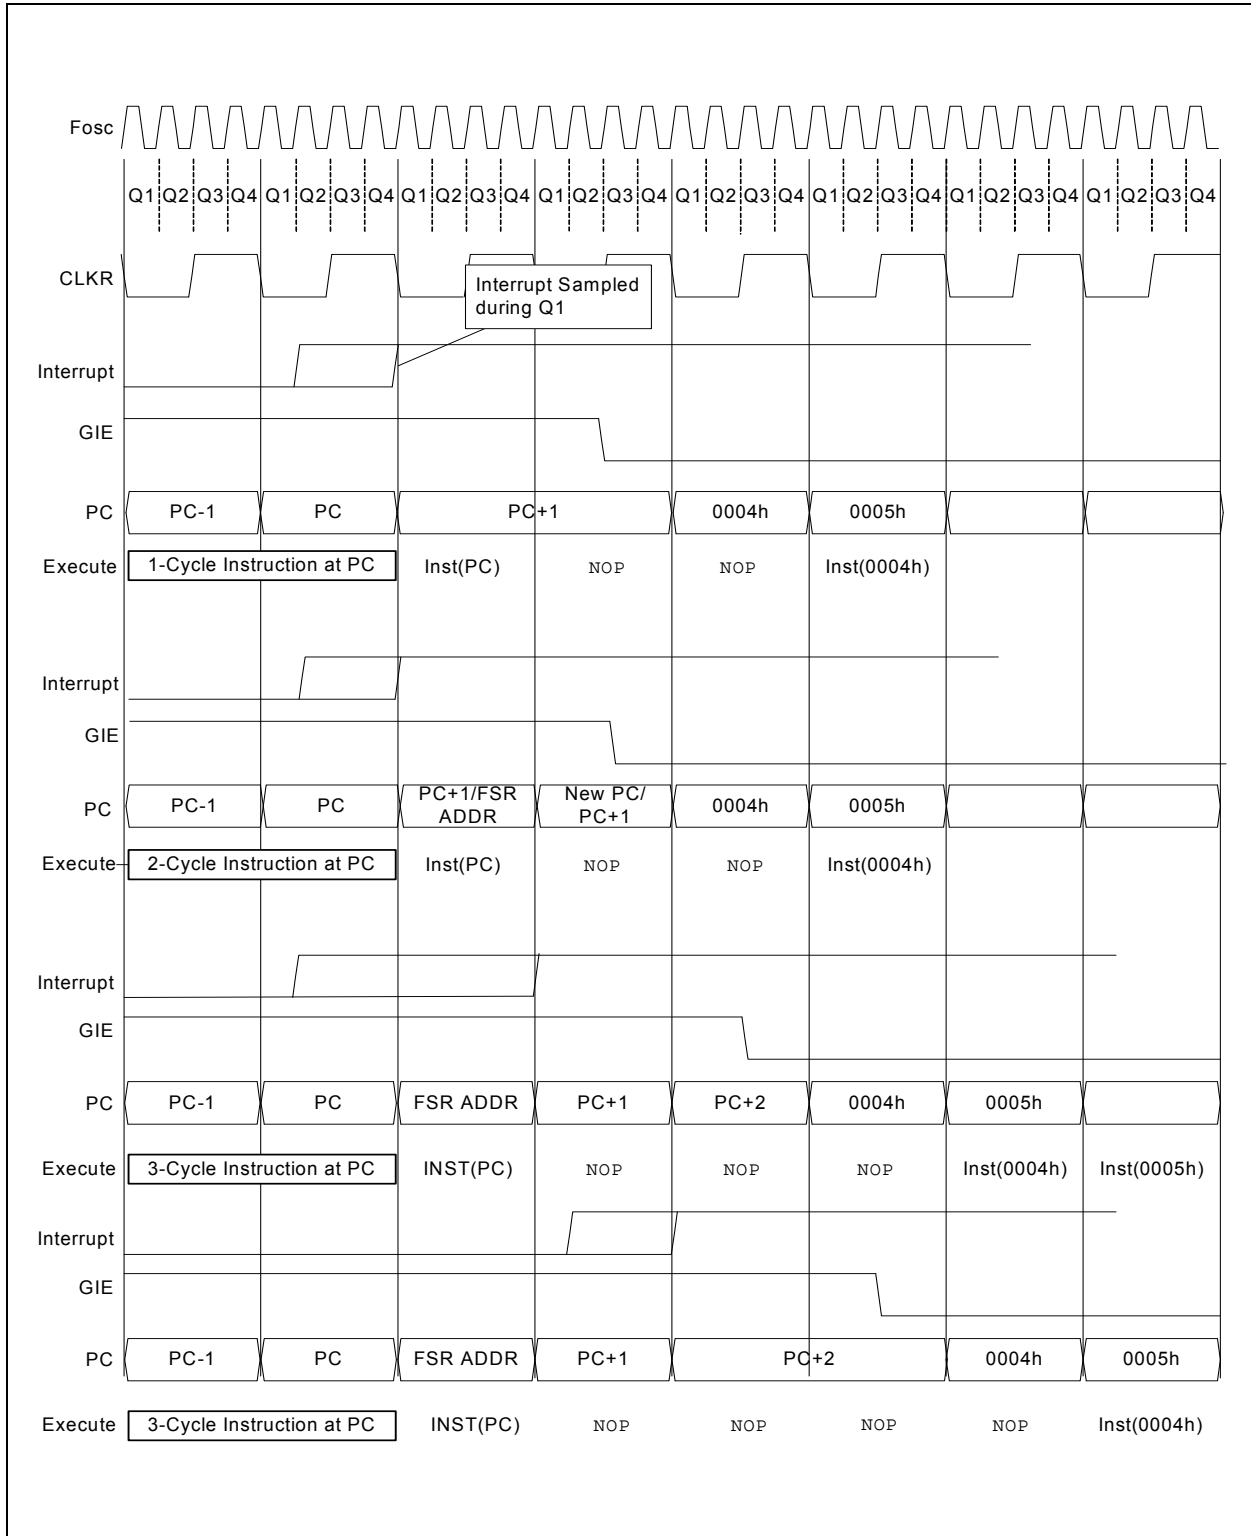 Fosc
Q1 Q2 Q3 Q4 Q1 Q2 Q3 Q4 Q1 Q2 Q3 Q4 Q1 Q2 Q3 Q4 Q1 Q2 Q3 Q4 Q1 Q2 Q3 Q4 Q1 Q2 Q3 Q4 Q1 Q2 Q3 Q4
CLKR
Interrupt Sampled
during Q1
Interrupt
GIE
PC PC-1 PC PC+1 0004h 0005h
Execute 1-Cycle Instruction at PC Inst(PC) NOP NOP Inst(0004h)
Interrupt
GIE
PC PC-1 PC PC+1/FSR ADDR New PC/ PC+1 0004h 0005h
Execute 2-Cycle Instruction at PC Inst(PC) NOP NOP Inst(0004h)
Interrupt
GIE
PC PC-1 PC FSR ADDR PC+1 PC+2 0004h 0005h
Execute 3-Cycle Instruction at PC INST(PC) NOP NOP NOP Inst(0004h) Inst(0005h)
Interrupt
GIE
PC PC-1 PC FSR ADDR PC+1 PC+2 0004h 0005h
Execute 3-Cycle Instruction at PC INST(PC) NOP NOP NOP NOP Inst(0004h)